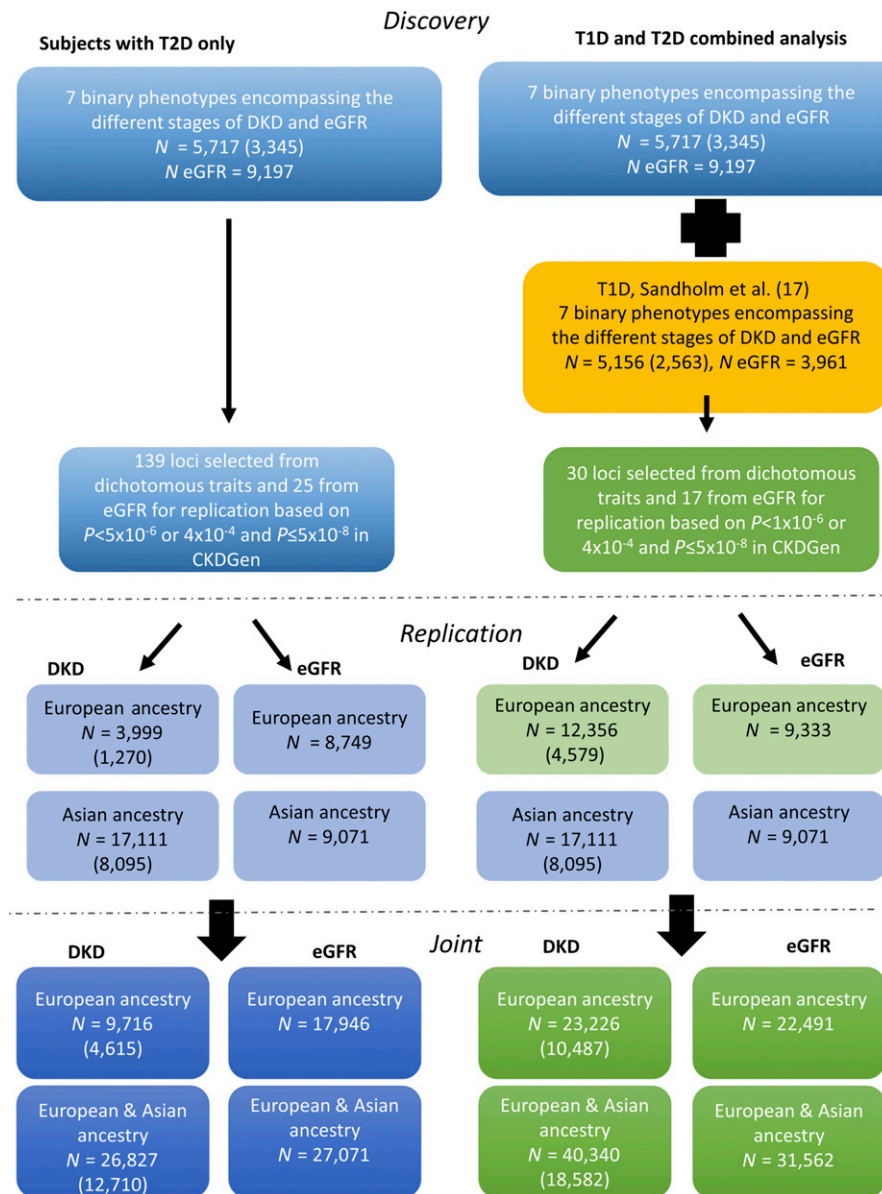 Discovery
Subjects with T2D only
7 binary phenotypes encompassing the
different stages of DKD and eGFR
N = 5,717 (3,345)
N eGFR = 9,197
139 loci selected from
dichotomous traits and 25 from
eGFR for replication based on
P<5x10⁻⁶ or 4x10⁻⁴ and P≤5x10⁻⁸ in
CKDGen
T1D and T2D combined analysis
7 binary phenotypes encompassing the
different stages of DKD and eGFR
N = 5,717 (3,345)
N eGFR = 9,197
T1D, Sandholm et al. (17)
7 binary phenotypes encompassing
the different stages of DKD and eGFR
N = 5,156 (2,563), N eGFR = 3,961
30 loci selected from dichotomous
traits and 17 from eGFR for
replication based on P<1x10⁻⁶ or
4x10⁻⁴ and P≤5x10⁻⁸ in CKDGen
Replication
DKD
European ancestry
N = 3,999
(1,270)
Asian ancestry
N = 17,111
(8,095)
eGFR
European ancestry
N = 8,749
Asian ancestry
N = 9,071
DKD
European ancestry
N = 12,356
(4,579)
Asian ancestry
N = 17,111
(8,095)
eGFR
European ancestry
N = 9,333
Asian ancestry
N = 9,071
Joint
DKD
European ancestry
N = 9,716
(4,615)
European & Asian
ancestry
N = 26,827
(12,710)
eGFR
European ancestry
N = 17,946
European & Asian
ancestry
N = 27,071
DKD
European ancestry
N = 23,226
(10,487)
European & Asian
ancestry
N = 40,340
(18,582)
eGFR
European ancestry
N = 22,491
European & Asian
ancestry
N = 31,562